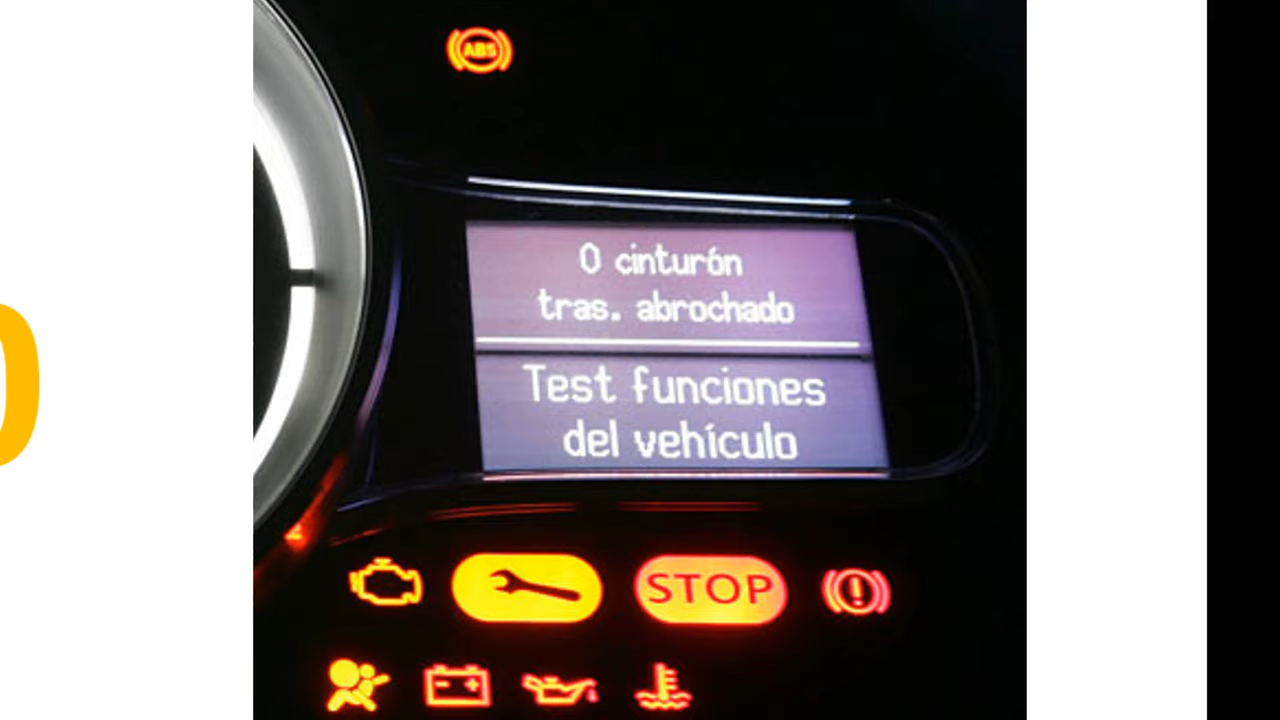 ABS
0 cinturón
tras. abrochado
Test funciones
del vehículo
STOP